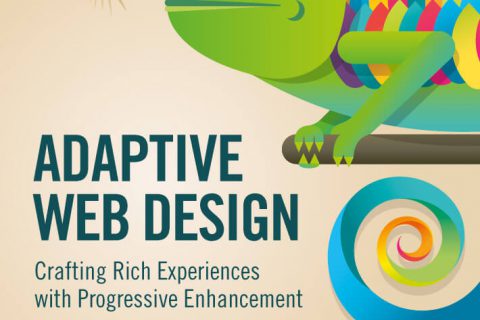 ADAPTIVE
WEB DESIGN
Crafting Rich Experiences
with Progressive Enhancement